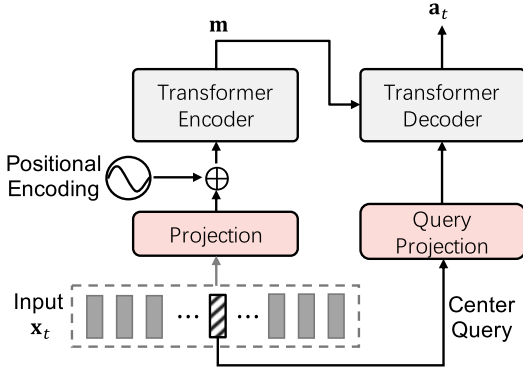 m
a_t
Transformer
Encoder
Transformer
Decoder
Positional
Encoding
Projection
Query
Projection
Input
x_t
... ...
Center
Query